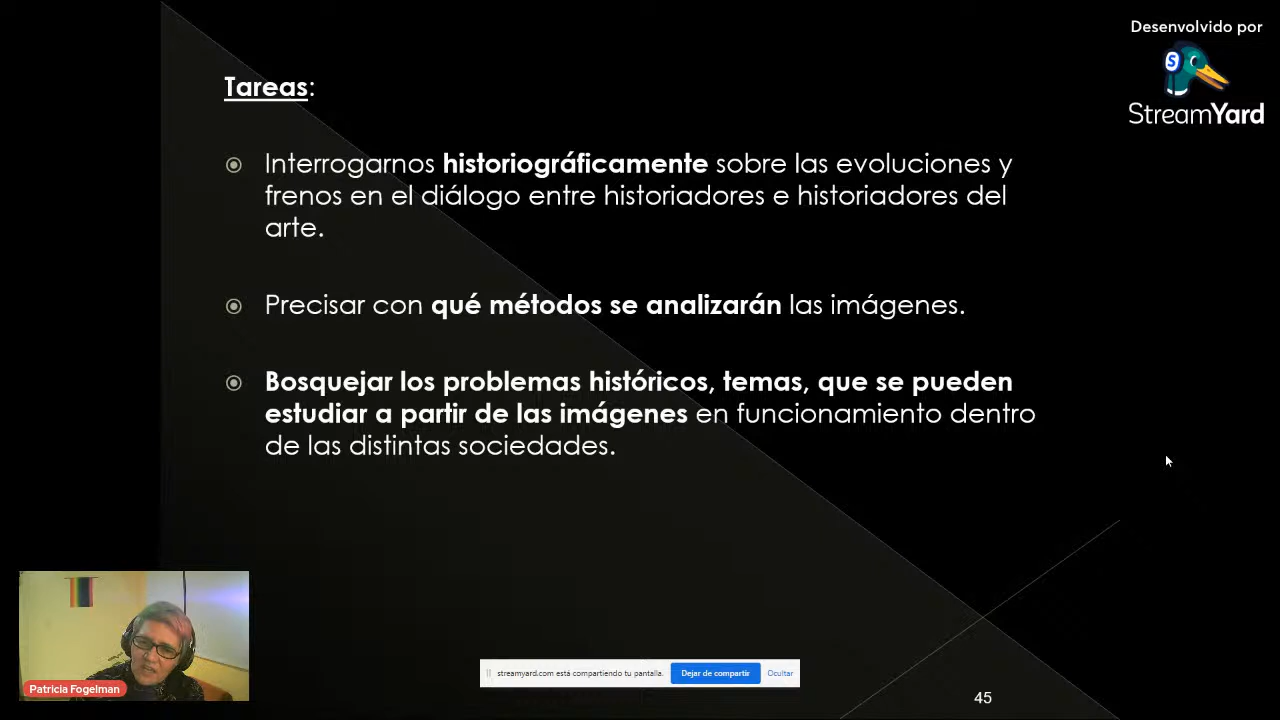 Desenvolvido por
StreamYard
Tareas:
Interrogarnos historiográficamente sobre las evoluciones y
frenos en el diálogo entre historiadores e historiadores del
arte.
Precisar con qué métodos se analizarán las imágenes.
Bosquejar los problemas históricos, temas, que se pueden
estudiar a partir de las imágenes en funcionamiento dentro
de las distintas sociedades.
Patricia Fogelman
streamyard.com está compartiendo tu pantalla.
Dejar de compartir
Ocultar
45